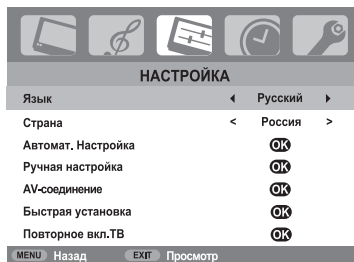 НАСТРОЙКА
Язык Русский
Страна < Россия >
Автомат. Настройка OK
Ручная настройка OK
AV-соединение OK
Быстрая установка OK
Повторное вкл.ТВ OK
MENU Назад EXIT Просмотр